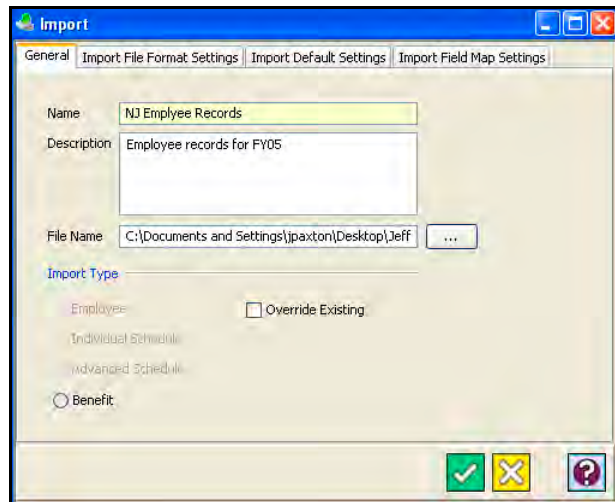 Import
General Import File Format Settings Import Default Settings Import Field Map Settings
Name NJ Emplyee Records
Description Employee records for FY05
File Name C:\Documents and Settings\jpaxton\Desktop\Jeff ...
Import Type
Employee Override Existing
Individual Schedule
Advanced Schedule
Benefit